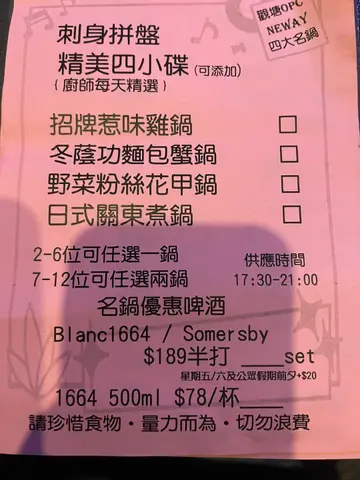 觀塘OPC
NEWAY
四大名鍋
刺身拼盤
精美四小碟(可添加)
(廚師每天精選)
招牌惹味雞鍋 □
冬蔭功麵包蟹鍋 □
野菜粉絲花甲鍋 □
日式關東煮鍋 □
2-6位可任選一鍋
7-12位可任選兩鍋
供應時間
17:30-21:00
名鍋優惠啤酒
Blanc1664 / Somersby
$189半打 ____set
星期五/六及公眾假期前夕+$20
1664 500ml $78/杯____
請珍惜食物・量力而為・切勿浪費